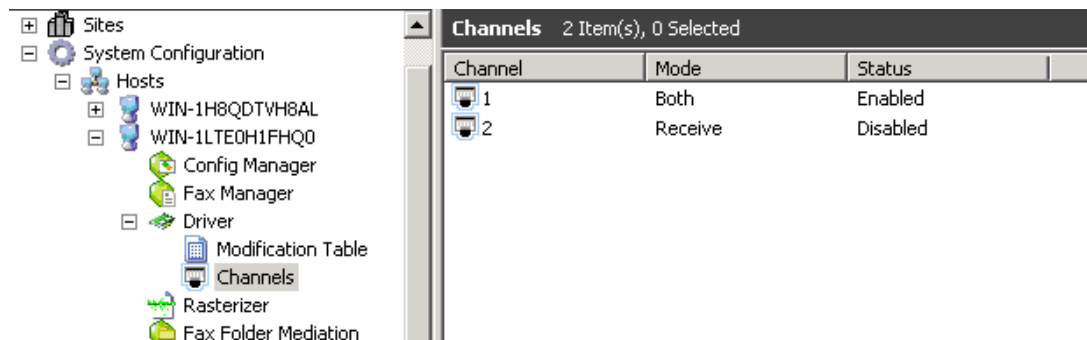 Sites
System Configuration
Hosts
WIN-1H8QDTVH8AL
WIN-1LTE0H1FHQ0
Config Manager
Fax Manager
Driver
Modification Table
Channels
Rasterizer
Fax Folder Mediation
Channels 2 Item(s), 0 Selected
Channel Mode Status
1 Both Enabled
2 Receive Disabled